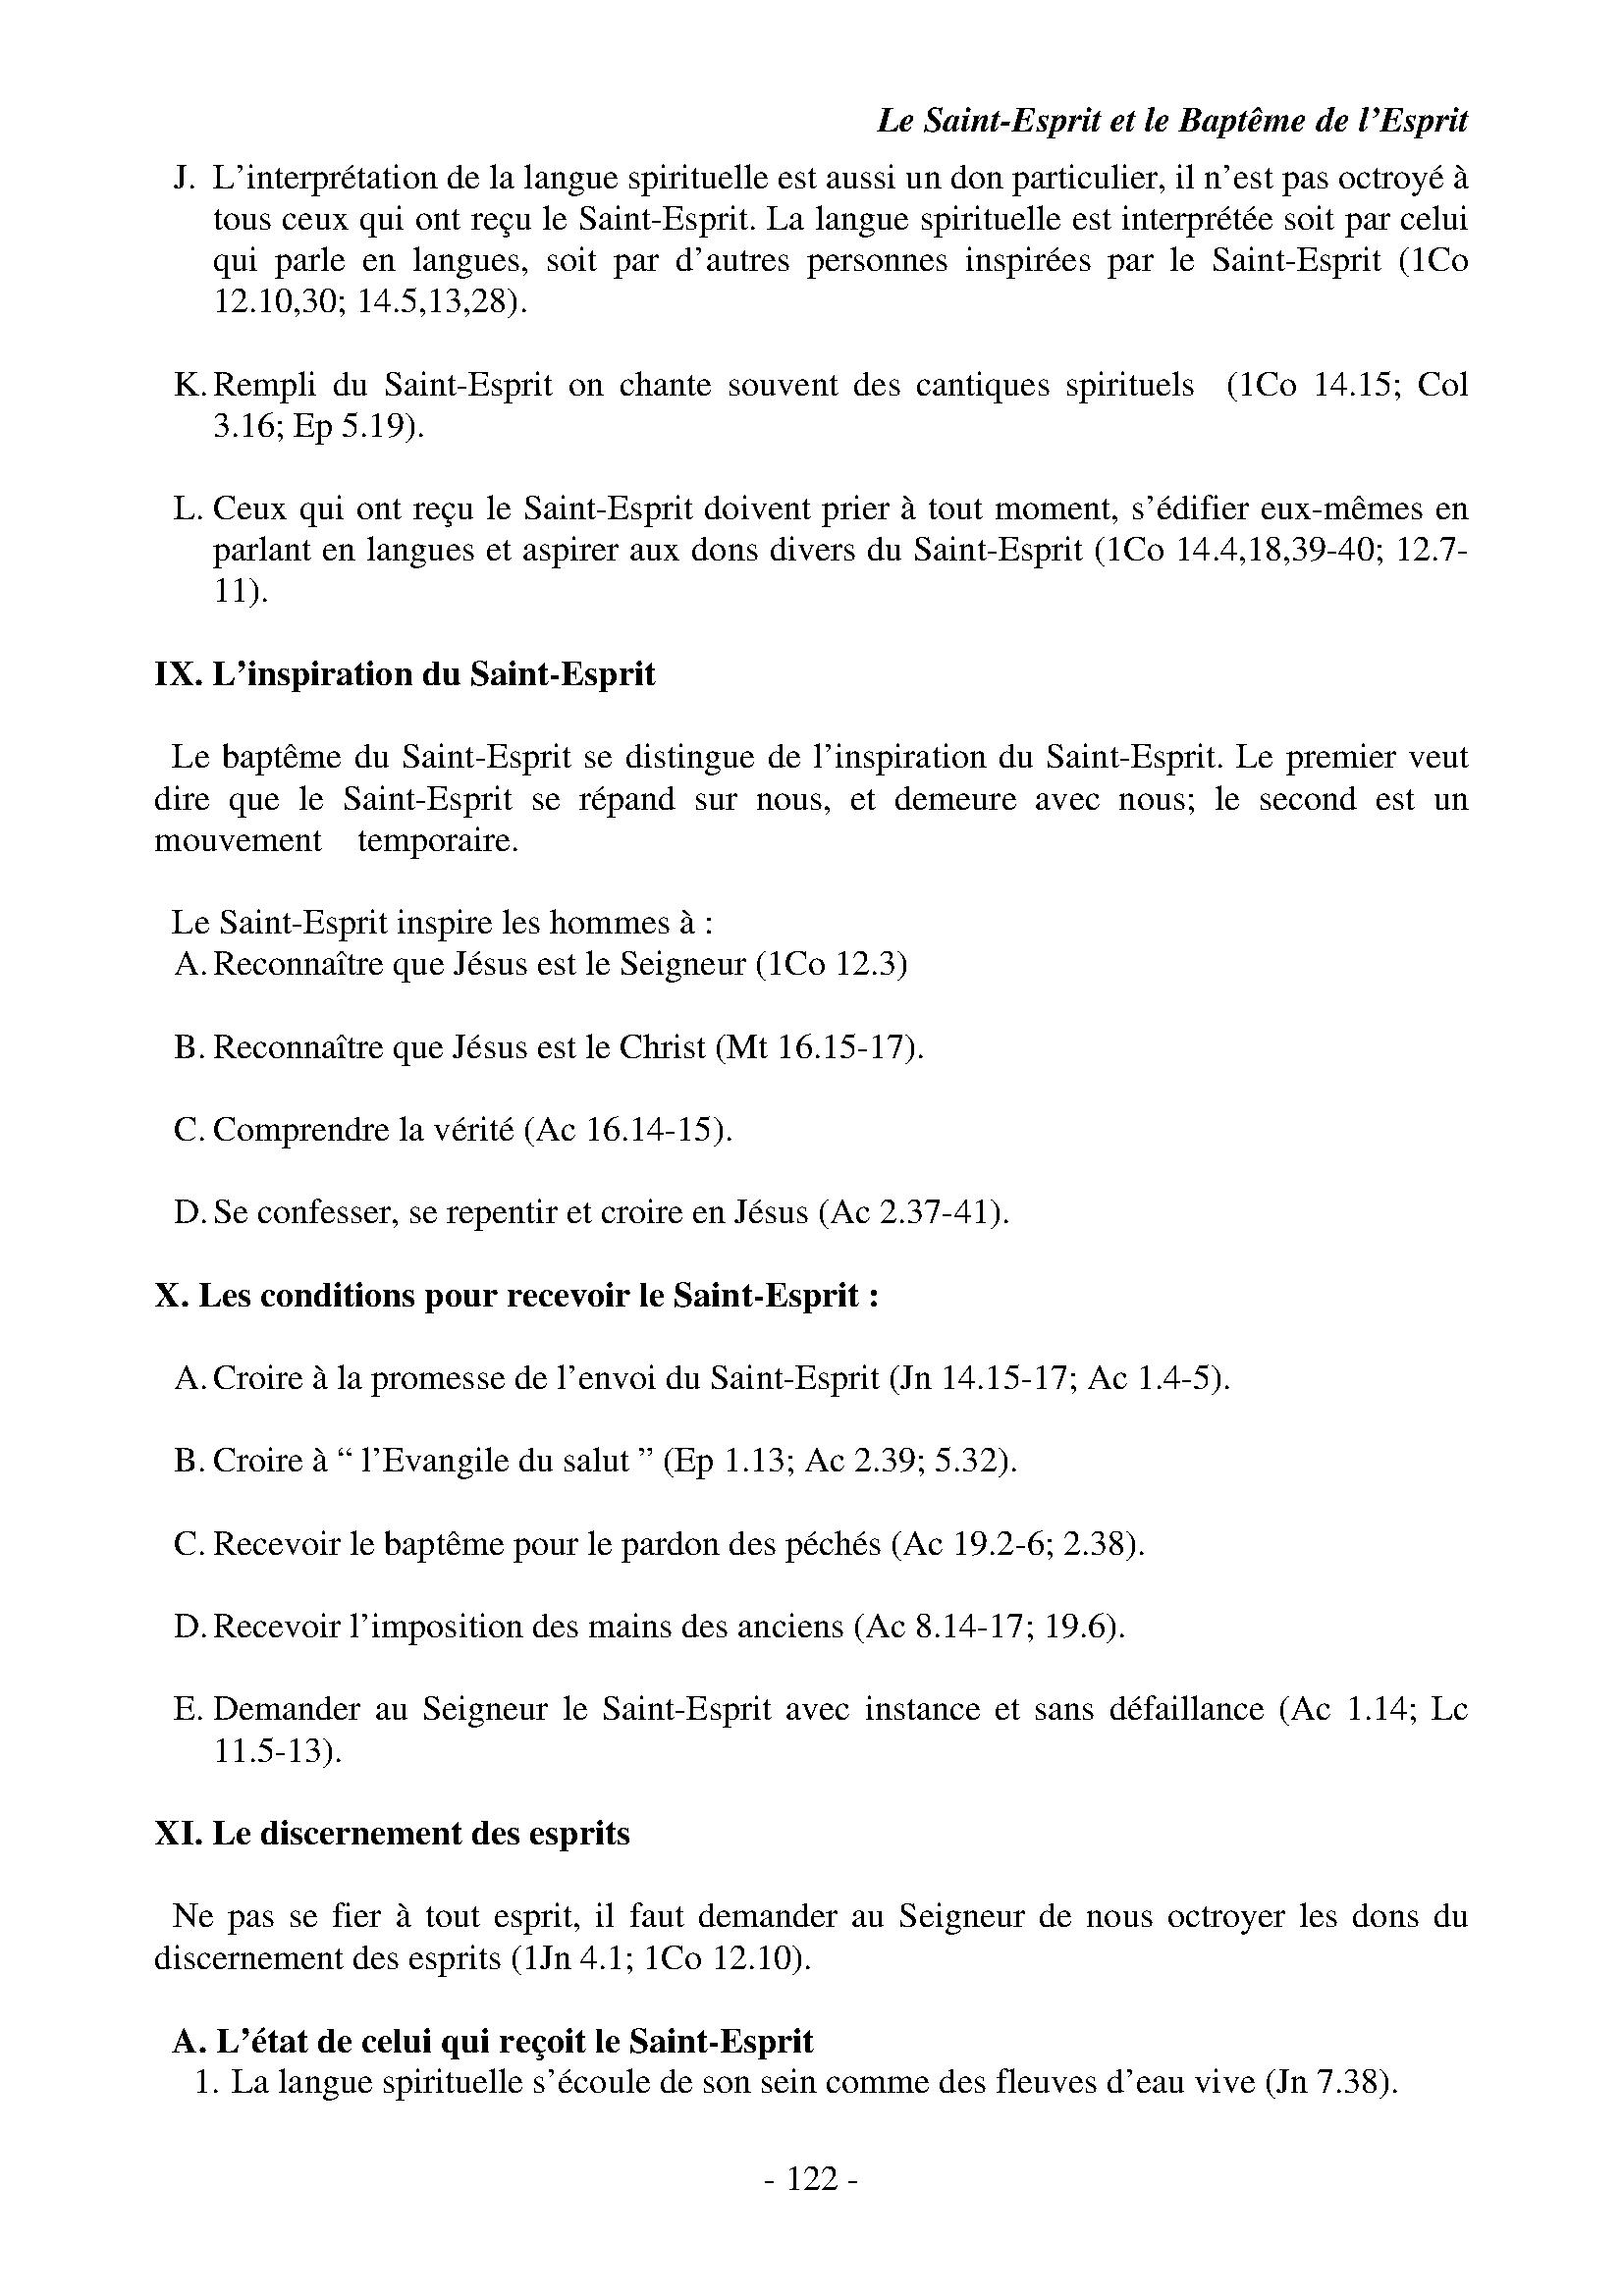 Le Saint-Esprit et le Baptême de l’Esprit
J. L’interprétation de la langue spirituelle est aussi un don particulier, il n’est pas octroyé à
tous ceux qui ont reçu le Saint-Esprit. La langue spirituelle est interprétée soit par celui
qui parle en langues, soit par d’autres personnes inspirées par le Saint-Esprit (1Co
12.10,30; 14.5,13,28).
K. Rempli du Saint-Esprit on chante souvent des cantiques spirituels (1Co 14.15; Col
3.16; Ep 5.19).
L. Ceux qui ont reçu le Saint-Esprit doivent prier à tout moment, s’édifier eux-mêmes en
parlant en langues et aspirer aux dons divers du Saint-Esprit (1Co 14.4,18,39-40; 12.7-
11).
IX. L’inspiration du Saint-Esprit
Le baptême du Saint-Esprit se distingue de l’inspiration du Saint-Esprit. Le premier veut
dire que le Saint-Esprit se répand sur nous, et demeure avec nous; le second est un
mouvement temporaire.
Le Saint-Esprit inspire les hommes à :
A. Reconnaître que Jésus est le Seigneur (1Co 12.3)
B. Reconnaître que Jésus est le Christ (Mt 16.15-17).
C. Comprendre la vérité (Ac 16.14-15).
D. Se confesser, se repentir et croire en Jésus (Ac 2.37-41).
X. Les conditions pour recevoir le Saint-Esprit :
A. Croire à la promesse de l’envoi du Saint-Esprit (Jn 14.15-17; Ac 1.4-5).
B. Croire à “ l’Evangile du salut ” (Ep 1.13; Ac 2.39; 5.32).
C. Recevoir le baptême pour le pardon des péchés (Ac 19.2-6; 2.38).
D. Recevoir l’imposition des mains des anciens (Ac 8.14-17; 19.6).
E. Demander au Seigneur le Saint-Esprit avec instance et sans défaillance (Ac 1.14; Lc
11.5-13).
XI. Le discernement des esprits
Ne pas se fier à tout esprit, il faut demander au Seigneur de nous octroyer les dons du
discernement des esprits (1Jn 4.1; 1Co 12.10).
A. L’état de celui qui reçoit le Saint-Esprit
1. La langue spirituelle s’écoule de son sein comme des fleuves d’eau vive (Jn 7.38).
- 122 -